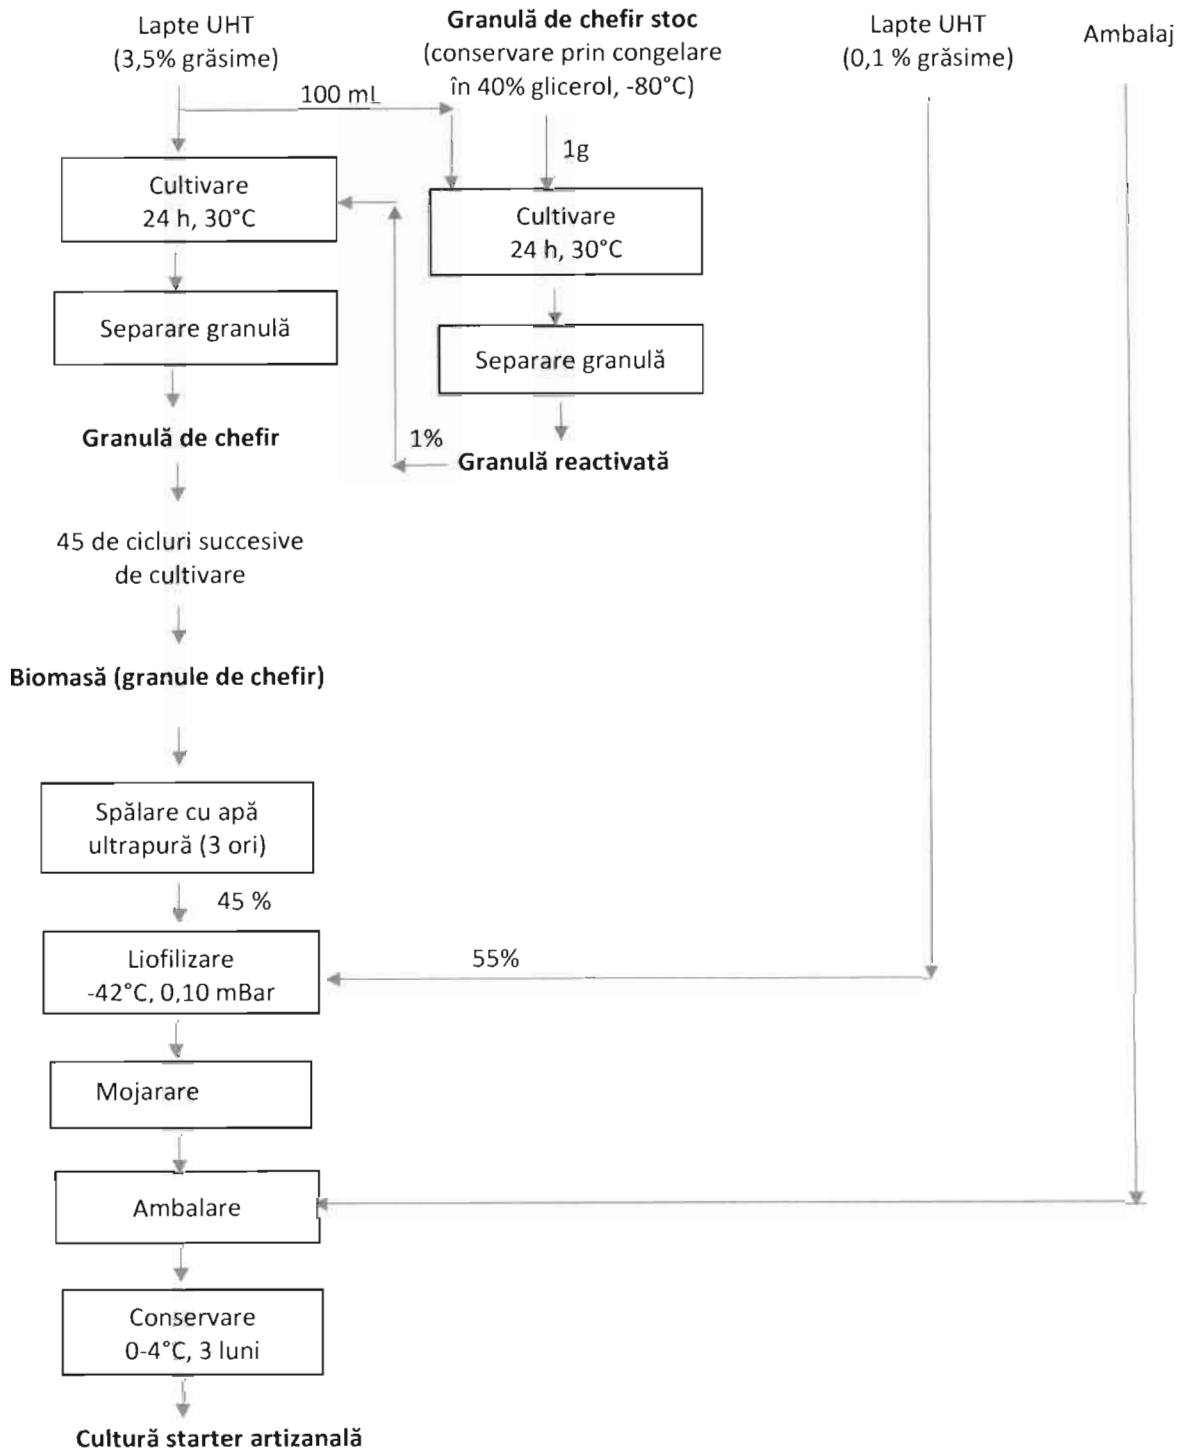 Lapte UHT
(3,5% grăsime)
Granulă de chefir stoc
(conservare prin congelare
în 40% glicerol, -80°C)
Lapte UHT
(0,1 % grăsime)
Ambalaj
100 mL
1g
Cultivare
24 h, 30°C
Cultivare
24 h, 30°C
Separare granulă
Separare granulă
Granulă de chefir
1%
Granulă reactivată
45 de cicluri succesive
de cultivare
Biomasă (granule de chefir)
Spălare cu apă
ultrapură (3 ori)
45 %
Liofilizare
-42°C, 0,10 mBar
55%
Mojarare
Ambalare
Conservare
0-4°C, 3 luni
Cultură starter artizanală